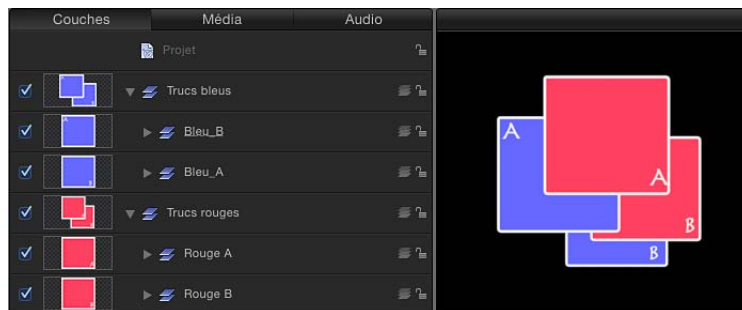 Couches Média Audio
Projet
Trucs bleus
A
Bleu_B
B
Bleu_A
Trucs rouges
Rouge A
Rouge B
A
A
B
B